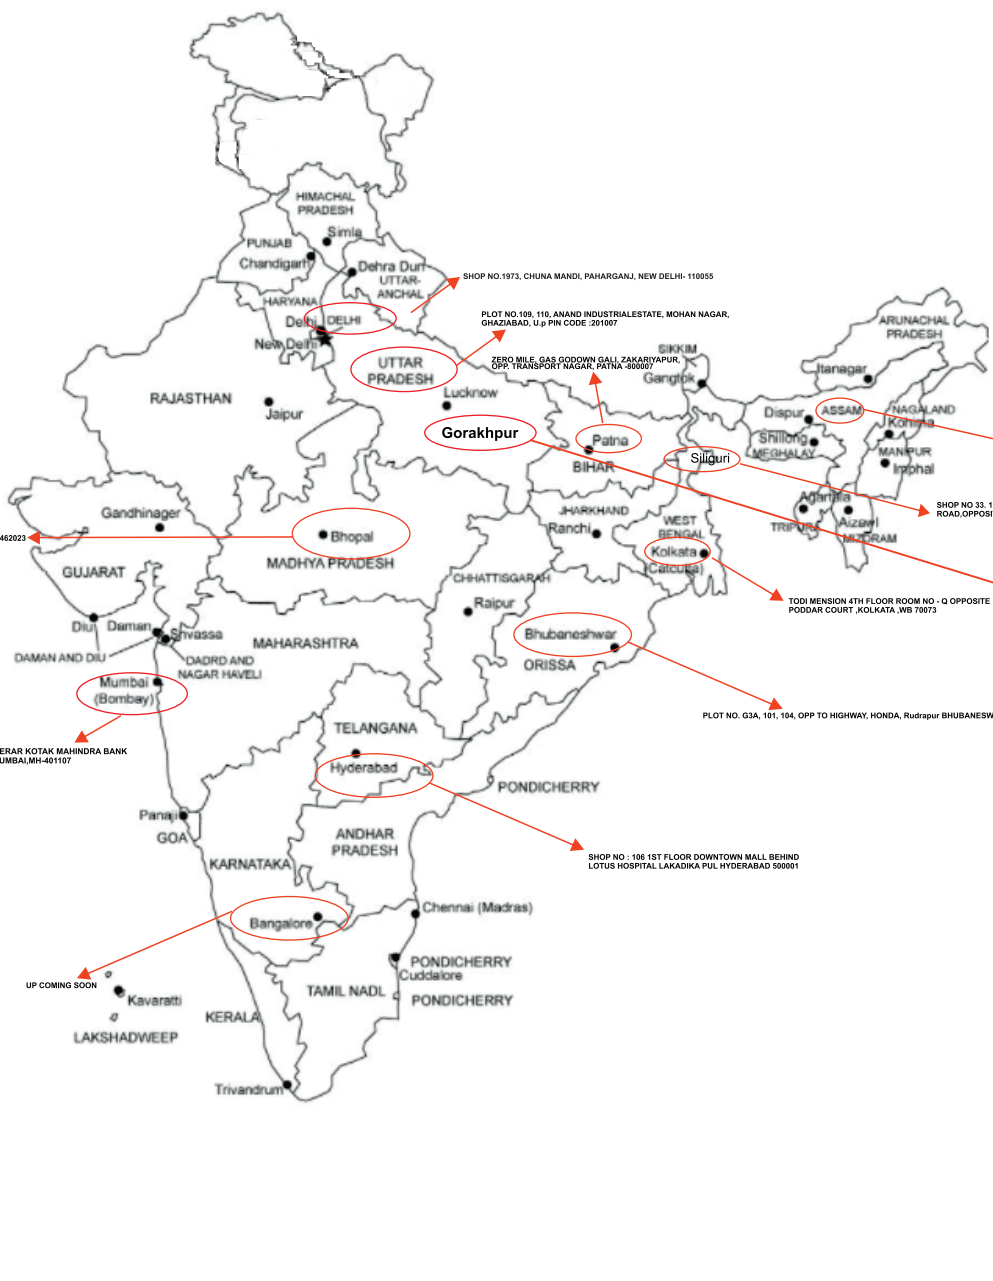 HIMACHAL
PRADESH
Simla
PUNJAB
Chandigarh
Dehra Dun
UTTAR-
ANCHAL
SHOP NO.1973, CHUNA MANDI, PAHARGANJ, NEW DELHI- 110055
HARYANA
Delhi
DELHI
New Delhi
PLOT NO.109, 110, ANAND INDUSTRIALESTATE, MOHAN NAGAR,
GHAZIABAD, U.p PIN CODE :201007
ARUNACHAL
PRADESH
Itanagar
SIKKIM
Gangtok
ZERO MILE, GAS GODOWN GALI, ZAKARIYAPUR,
OPP. TRANSPORT NAGAR, PATNA -800007
UTTAR
PRADESH
Lucknow
RAJASTHAN
Jaipur
Gorakhpur
Patna
BIHAR
Siliguri
Dispur
ASSAM
NAGALAND
Kohima
Shillong
MEGHALAY
MANIPUR
Imphal
Agartala
TRIPURA
Aizawl
MIZORAM
SHOP NO 33. 1
ROAD,OPPOSI
Gandhinager
GUJARAT
462023
Bhopal
MADHYA PRADESH
JHARKHAND
Ranchi
WEST
BENGAL
Kolkata
(Calcutta)
CHHATTISGARAH
Raipur
TODI MENSION 4TH FLOOR ROOM NO - Q OPPOSITE
PODDAR COURT ,KOLKATA ,WB 70073
Diu
Daman
Shvassa
DAMAN AND DIU
DADRD AND
NAGAR HAVELI
MAHARASHTRA
Bhubaneshwar
ORISSA
Mumbai
(Bombay)
PLOT NO. G3A, 101, 104, OPP TO HIGHWAY, HONDA, Rudrapur BHUBANESW
ERAR KOTAK MAHINDRA BANK
UMBAI,MH-401107
TELANGANA
Hyderabad
PONDICHERRY
Panaji
GOA
ANDHAR
PRADESH
KARNATAKA
SHOP NO : 106 1ST FLOOR DOWNTOWN MALL BEHIND
LOTUS HOSPITAL LAKADIKA PUL HYDERABAD 500001
Bangalore
Chennai (Madras)
UP COMING SOON
PONDICHERRY
Cuddalore
TAMIL NADL
PONDICHERRY
Kavaratti
LAKSHADWEEP
KERALA
Trivandrum